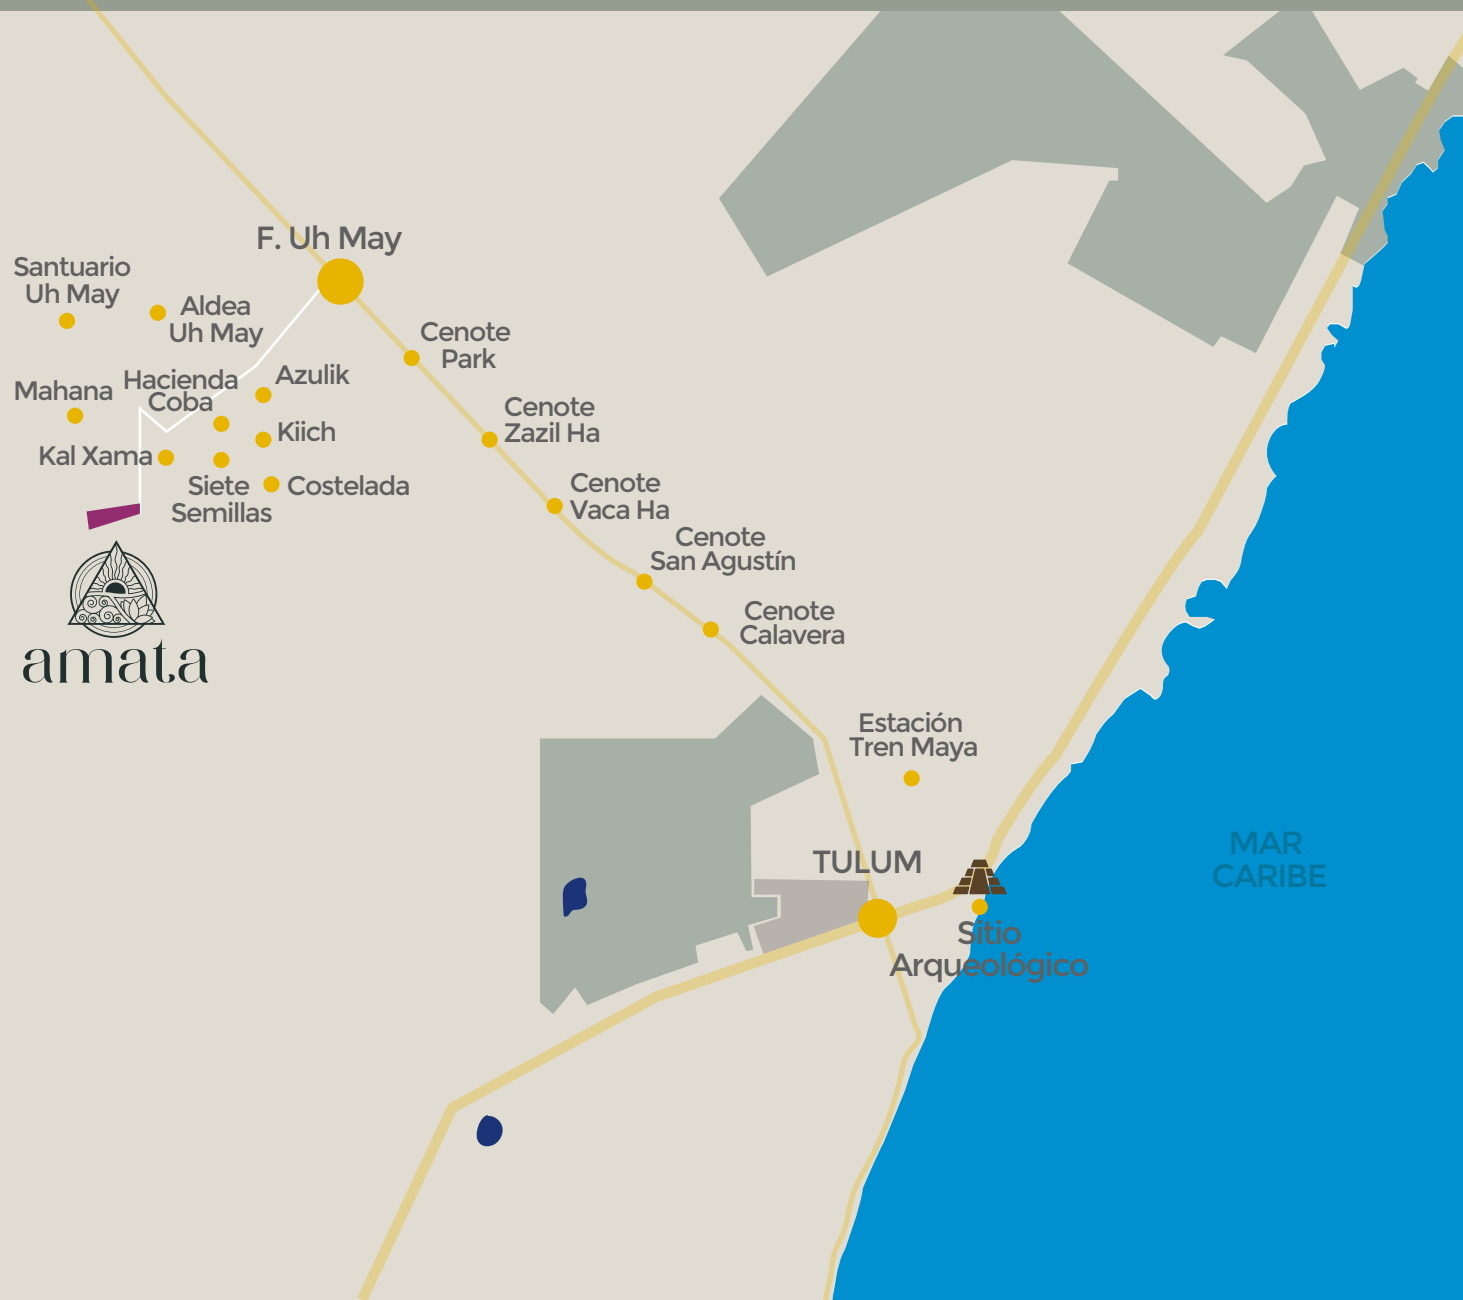 F. Uh May
Santuario
Uh May
Aldea
Uh May
Cenote
Park
Mahana
Hacienda
Coba
Azulik
Cenote
Zazil Ha
Kiich
Kal Xama
Siete
Semillas
Costelada
Cenote
Vaca Ha
Cenote
San Agustín
Cenote
Calavera
amata
Estación
Tren Maya
TULUM
MAR
CARIBE
Sitio
Arqueológico